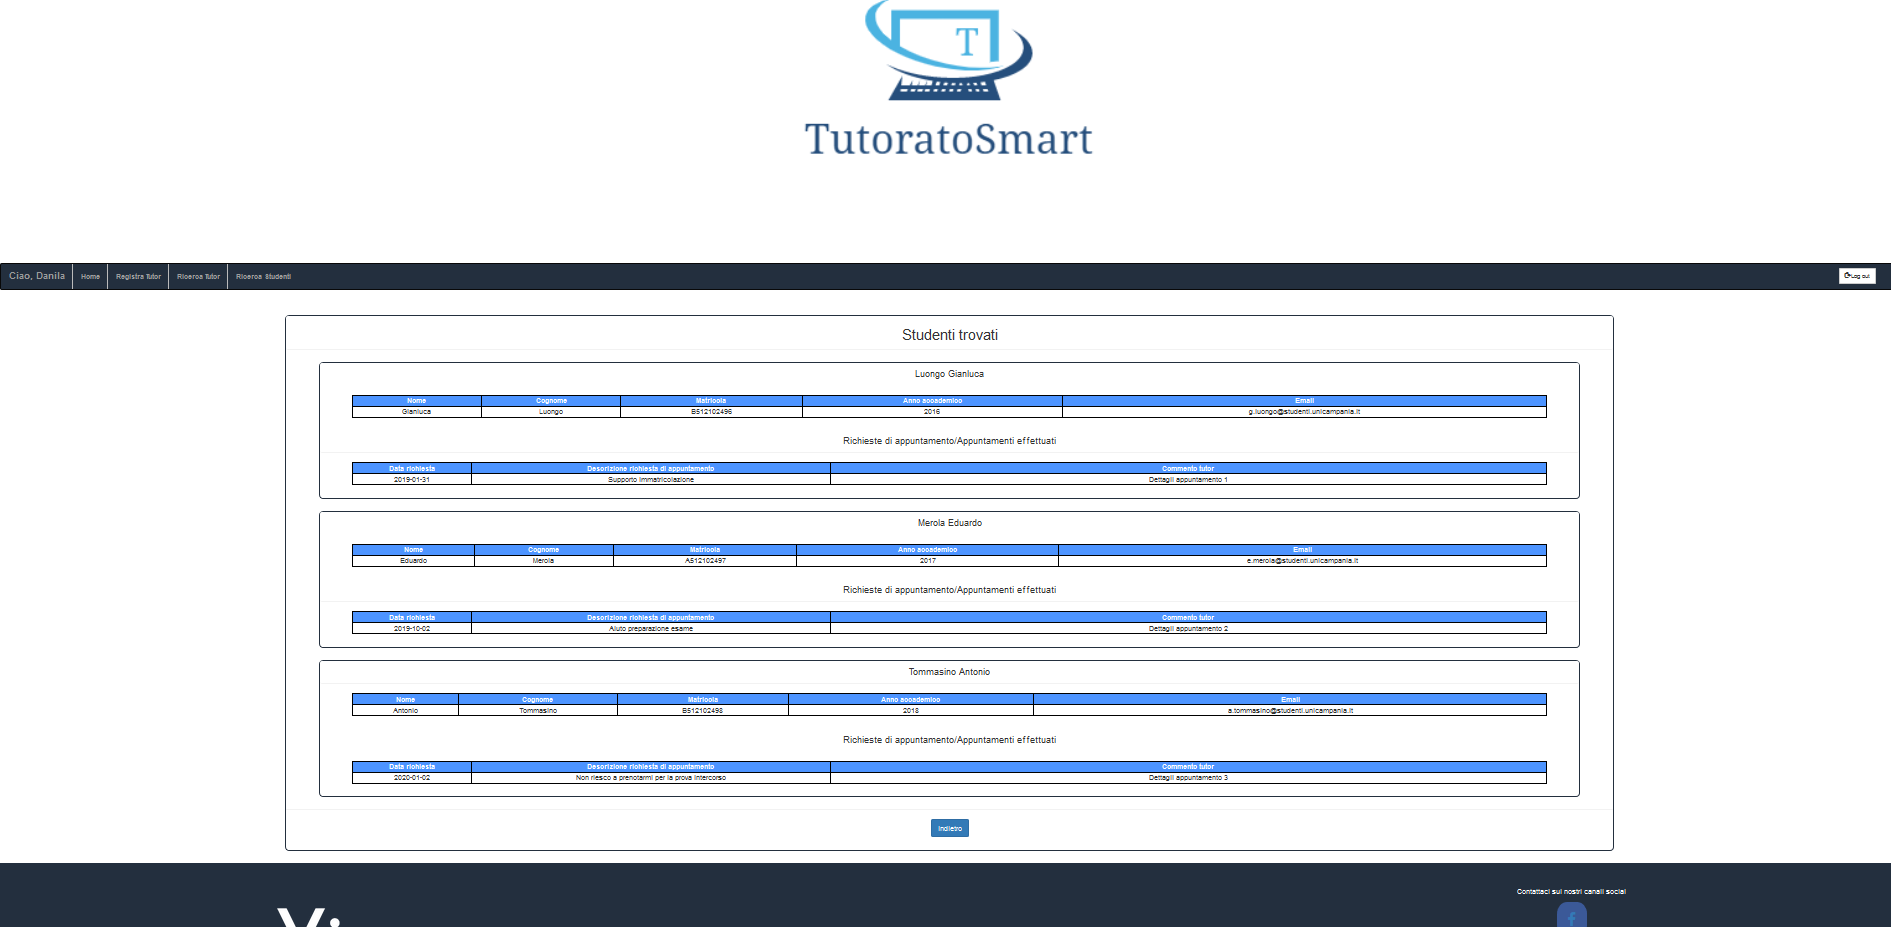 T
TutoratoSmart
Ciao, Danila Home Registra Tutor Ricerca Tutor Ricerca Studenti Log out
Studenti trovati
Luongo Gianluca
Nome Cognome Matricola Anno accademico Email
Gianluca Luongo B512102496 2016 g.luongo@studenti.unicampania.it
Richieste di appuntamento/Appuntamenti effettuati
Data richiesta Descrizione richiesta di appuntamento Commento tutor
2019-01-31 Supporto immatricolazione Dettagli appuntamento 1
Merola Eduardo
Nome Cognome Matricola Anno accademico Email
Eduardo Merola A512102497 2017 e.merola@studenti.unicampania.it
Richieste di appuntamento/Appuntamenti effettuati
Data richiesta Descrizione richiesta di appuntamento Commento tutor
2019-10-02 Aiuto preparazione esame Dettagli appuntamento 2
Tommasino Antonio
Nome Cognome Matricola Anno accademico Email
Antonio Tommasino B512102498 2018 a.tommasino@studenti.unicampania.it
Richieste di appuntamento/Appuntamenti effettuati
Data richiesta Descrizione richiesta di appuntamento Commento tutor
2020-01-02 Non riesco a prenotarmi per la prova intercorso Dettagli appuntamento 3
Indietro
Contattaci sui nostri canali social